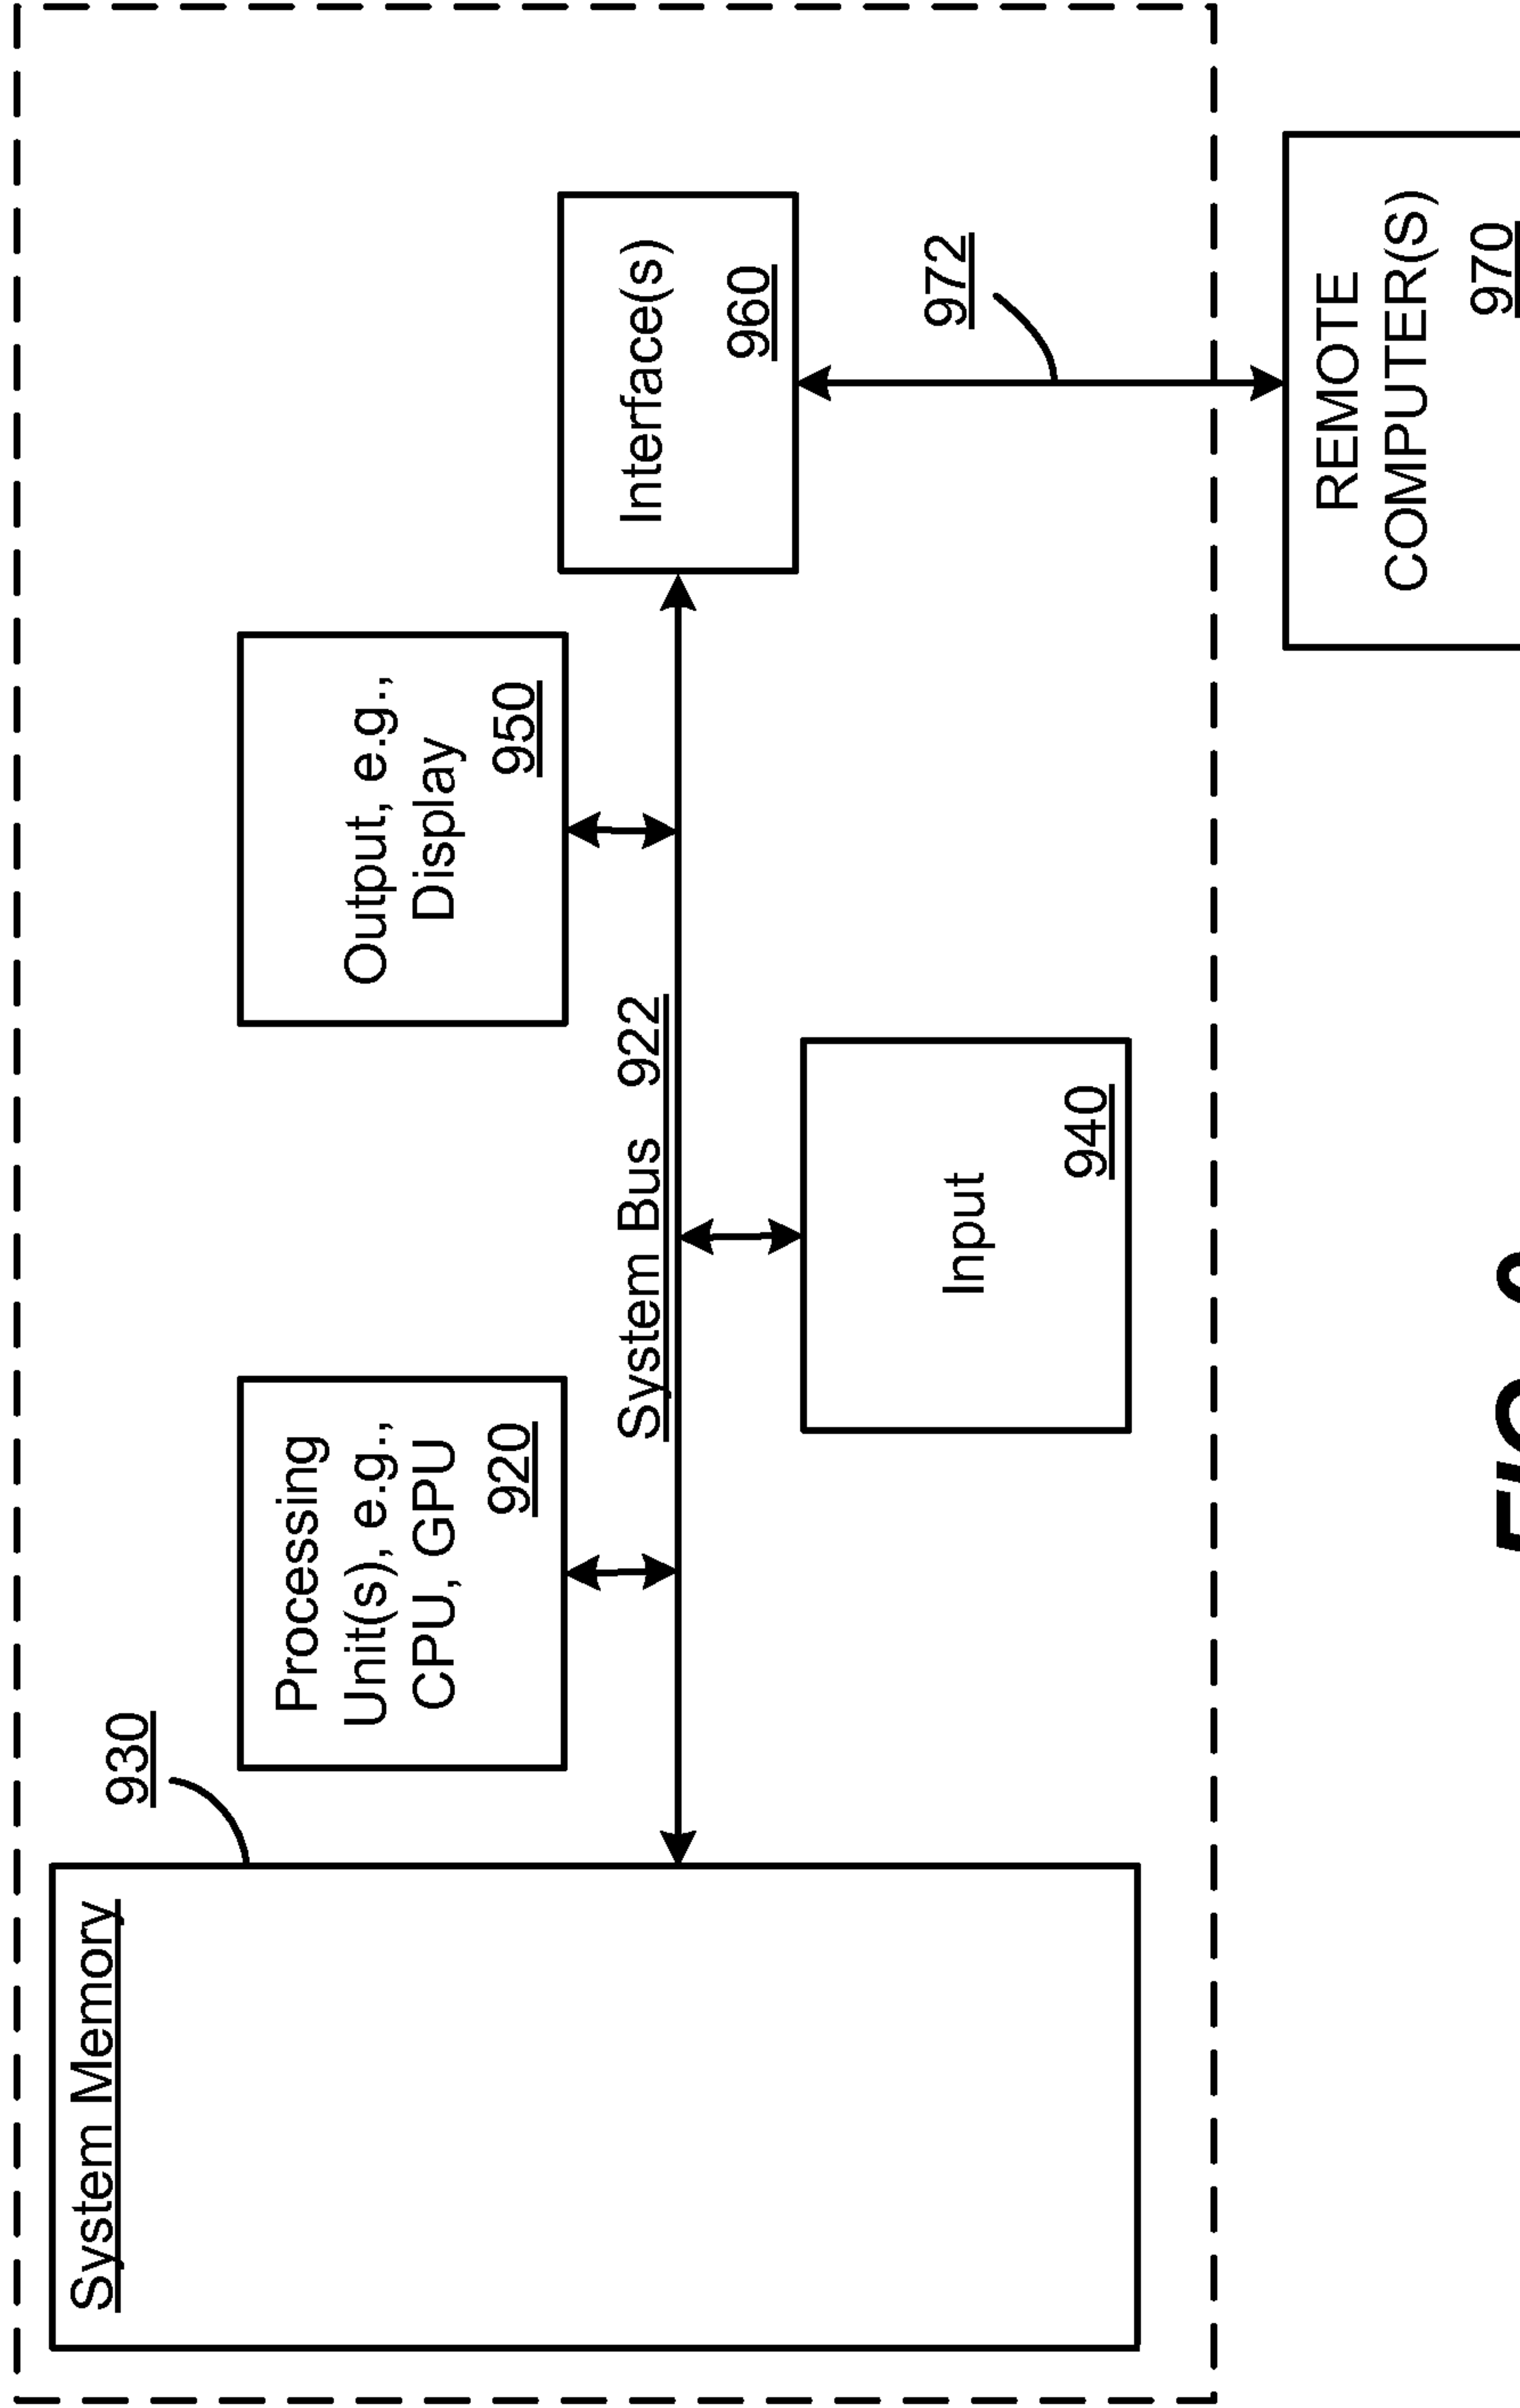 System Memory
930
Processing
Unit(s), e.g.,
CPU, GPU
920
Output, e.g.,
Display
950
System Bus 922
Interface(s)
960
Input
940
972
REMOTE
COMPUTER(S)
970